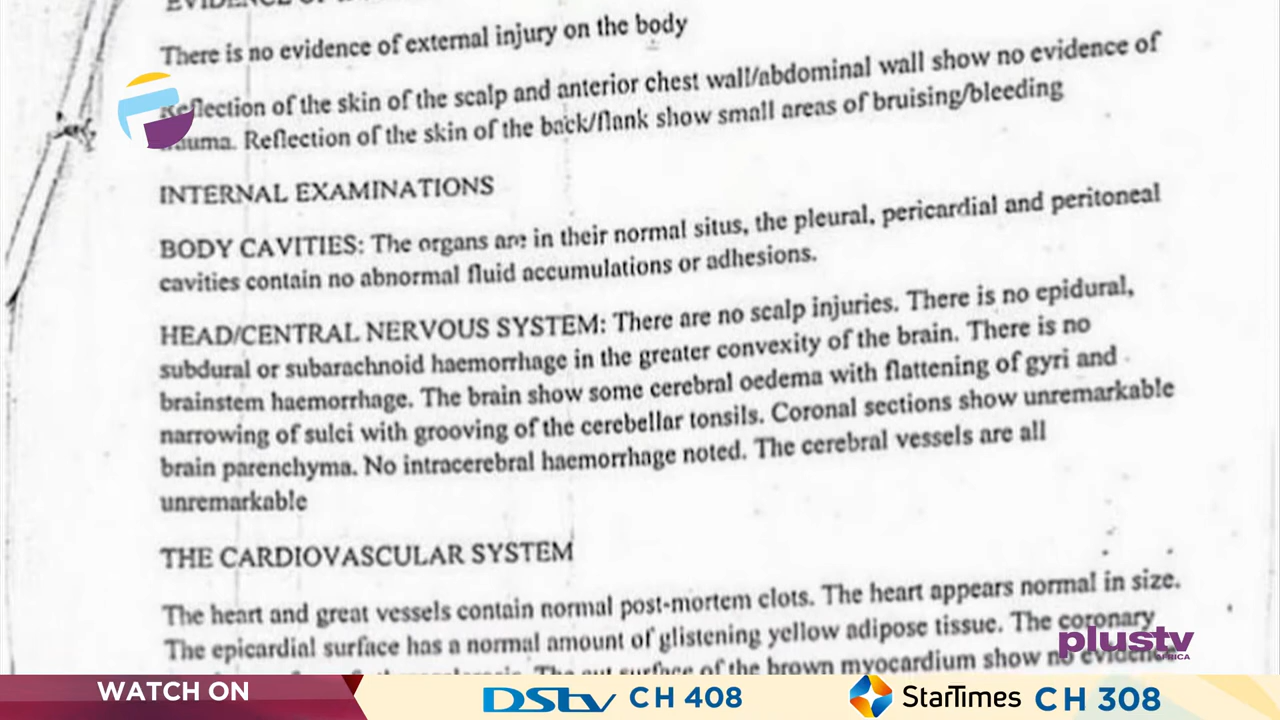 There is no evidence of external injury on the body
Reflection of the skin of the scalp and anterior chest wall/abdominal wall show no evidence of
trauma. Reflection of the skin of the back/flank show small areas of bruising/bleeding
INTERNAL EXAMINATIONS
BODY CAVITIES: The organs are in their normal situs, the pleural, pericardial and peritoneal
cavities contain no abnormal fluid accumulations or adhesions.
HEAD/CENTRAL NERVOUS SYSTEM: There are no scalp injuries. There is no epidural,
subdural or subarachnoid haemorrhage in the greater convexity of the brain. There is no
brainstem haemorrhage. The brain show some cerebral oedema with flattening of gyri and
narrowing of sulci with grooving of the cerebellar tonsils. Coronal sections show unremarkable
brain parenchyma. No intracerebral haemorrhage noted. The cerebral vessels are all
unremarkable
THE CARDIOVASCULAR SYSTEM
The heart and great vessels contain normal post-mortem clots. The heart appears normal in size.
The epicardial surface has a normal amount of glistening yellow adipose tissue. The coronary
The cut surface of the brown myocardium show no evidence
plustv
AFRICA
WATCH ON
DStv CH 408
StarTimes CH 308